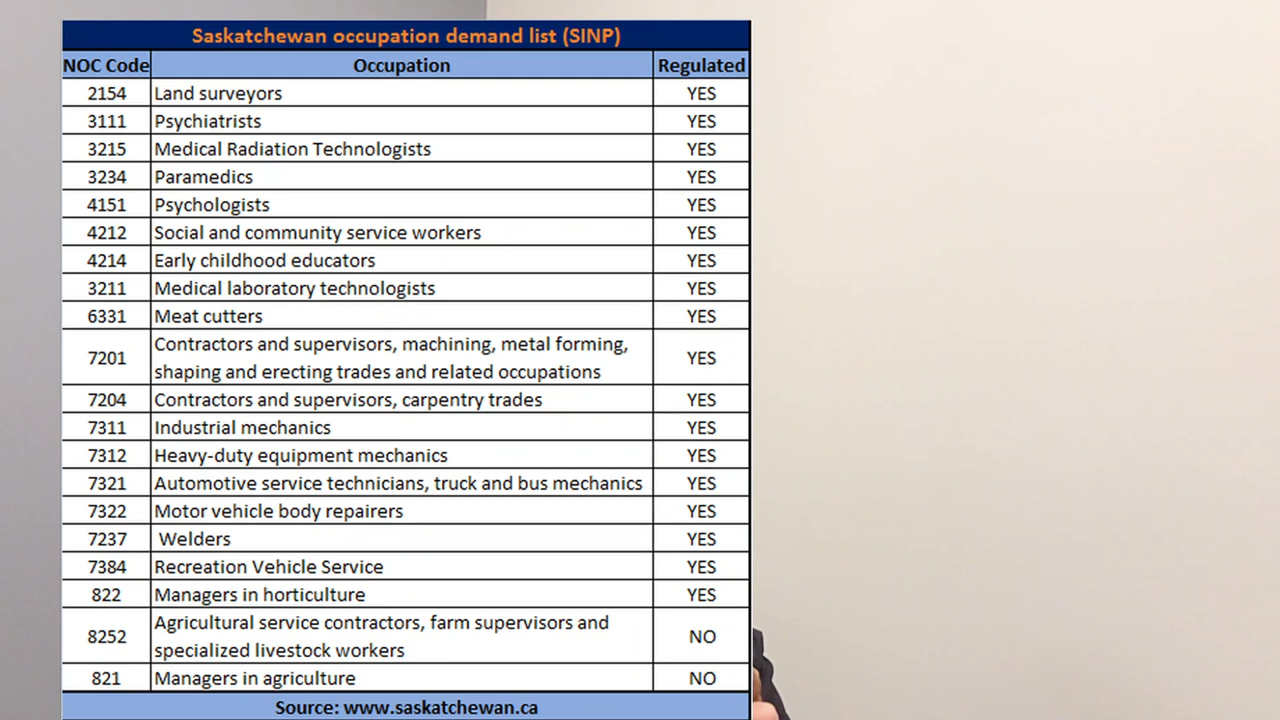 Saskatchewan occupation demand list (SINP)
NOC Code Occupation Regulated
2154 Land surveyors YES
3111 Psychiatrists YES
3215 Medical Radiation Technologists YES
3234 Paramedics YES
4151 Psychologists YES
4212 Social and community service workers YES
4214 Early childhood educators YES
3211 Medical laboratory technologists YES
6331 Meat cutters YES
7201 Contractors and supervisors, machining, metal forming,
shaping and erecting trades and related occupations YES
7204 Contractors and supervisors, carpentry trades YES
7311 Industrial mechanics YES
7312 Heavy-duty equipment mechanics YES
7321 Automotive service technicians, truck and bus mechanics YES
7322 Motor vehicle body repairers YES
7237 Welders YES
7384 Recreation Vehicle Service YES
822 Managers in horticulture YES
8252 Agricultural service contractors, farm supervisors and
specialized livestock workers NO
821 Managers in agriculture NO
Source: www.saskatchewan.ca